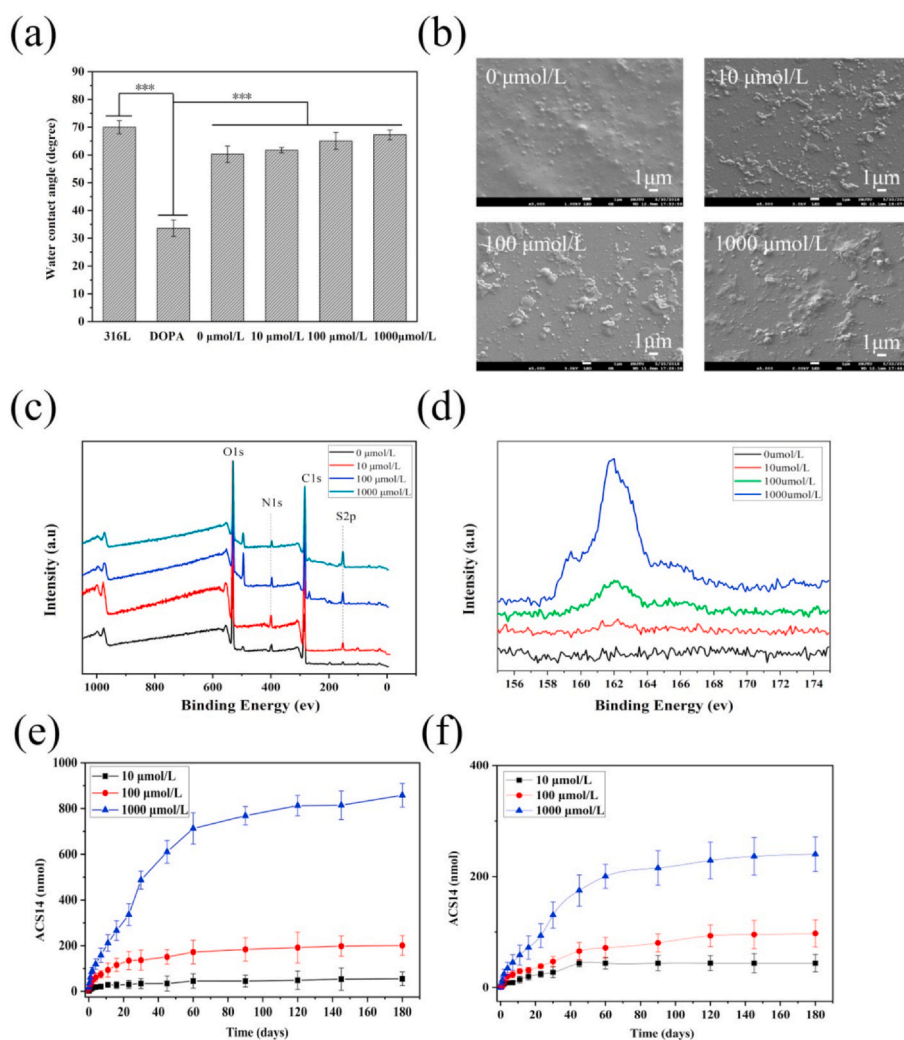 (a)
(b)
Water contact angle (degree)
90
80
70
60
50
40
30
20
10
0
***
***
316L DOPA 0 μmol/L 10 μmol/L 100 μmol/L 1000μmol/L
0 μmol/L
1μm
10 μmol/L
1μm
100 μmol/L
1μm
1000 μmol/L
1μm
(c)
(d)
Intensity (a.u)
O1s
N1s
C1s
S2p
0 μmol/L
10 μmol/L
100 μmol/L
1000 μmol/L
1000 800 600 400 200 0
Binding Energy (ev)
Intensity (a.u)
0umol/L
10umol/L
100umol/L
1000umol/L
156 158 160 162 164 166 168 170 172 174
Binding Energy (ev)
(e)
(f)
ACS14 (nmol)
1000
800
600
400
200
0
10 μmol/L
100 μmol/L
1000 μmol/L
0 20 40 60 80 100 120 140 160 180
Time (days)
ACS14 (nmol)
400
200
0
10 μmol/L
100 μmol/L
1000 μmol/L
0 20 40 60 80 100 120 140 160 180
Time (days)